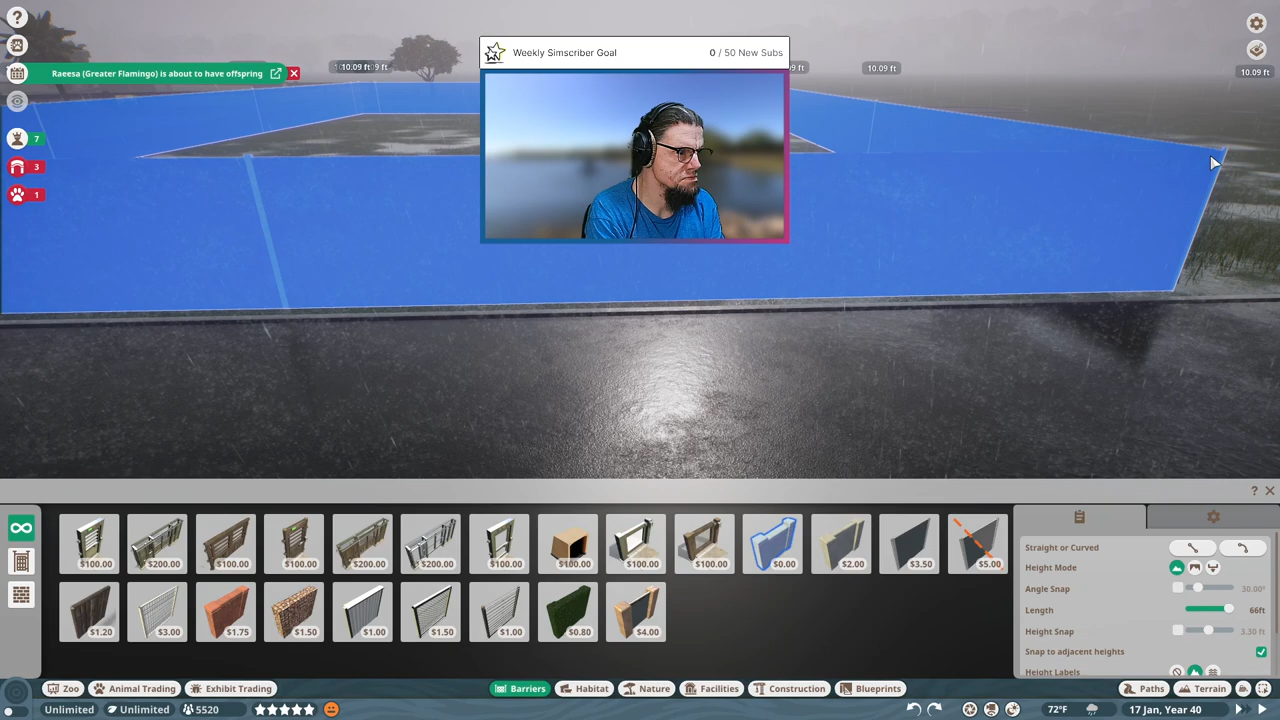 Weekly Simscriber Goal 0 / 50 New Subs
10.09 ft
10.09 ft
Raeesa (Greater Flamingo) is about to have offspring
7
3
1
? 
$100.00 $200.00 $100.00 $100.00 $200.00 $200.00 $100.00 $100.00 $100.00 $100.00 $0.00 $2.00 $3.50 $5.00
$1.20 $3.00 $1.75 $1.50 $1.00 $1.50 $1.00 $0.80 $4.00
Straight or Curved
Height Mode
Angle Snap 30.00°
Length 66ft
Height Snap 3.30 ft
Snap to adjacent heights
Height Labels
Zoo Animal Trading Exhibit Trading Barriers Habitat Nature Facilities Construction Blueprints Paths Terrain
Unlimited Unlimited 5520 72°F 17 Jan, Year 40